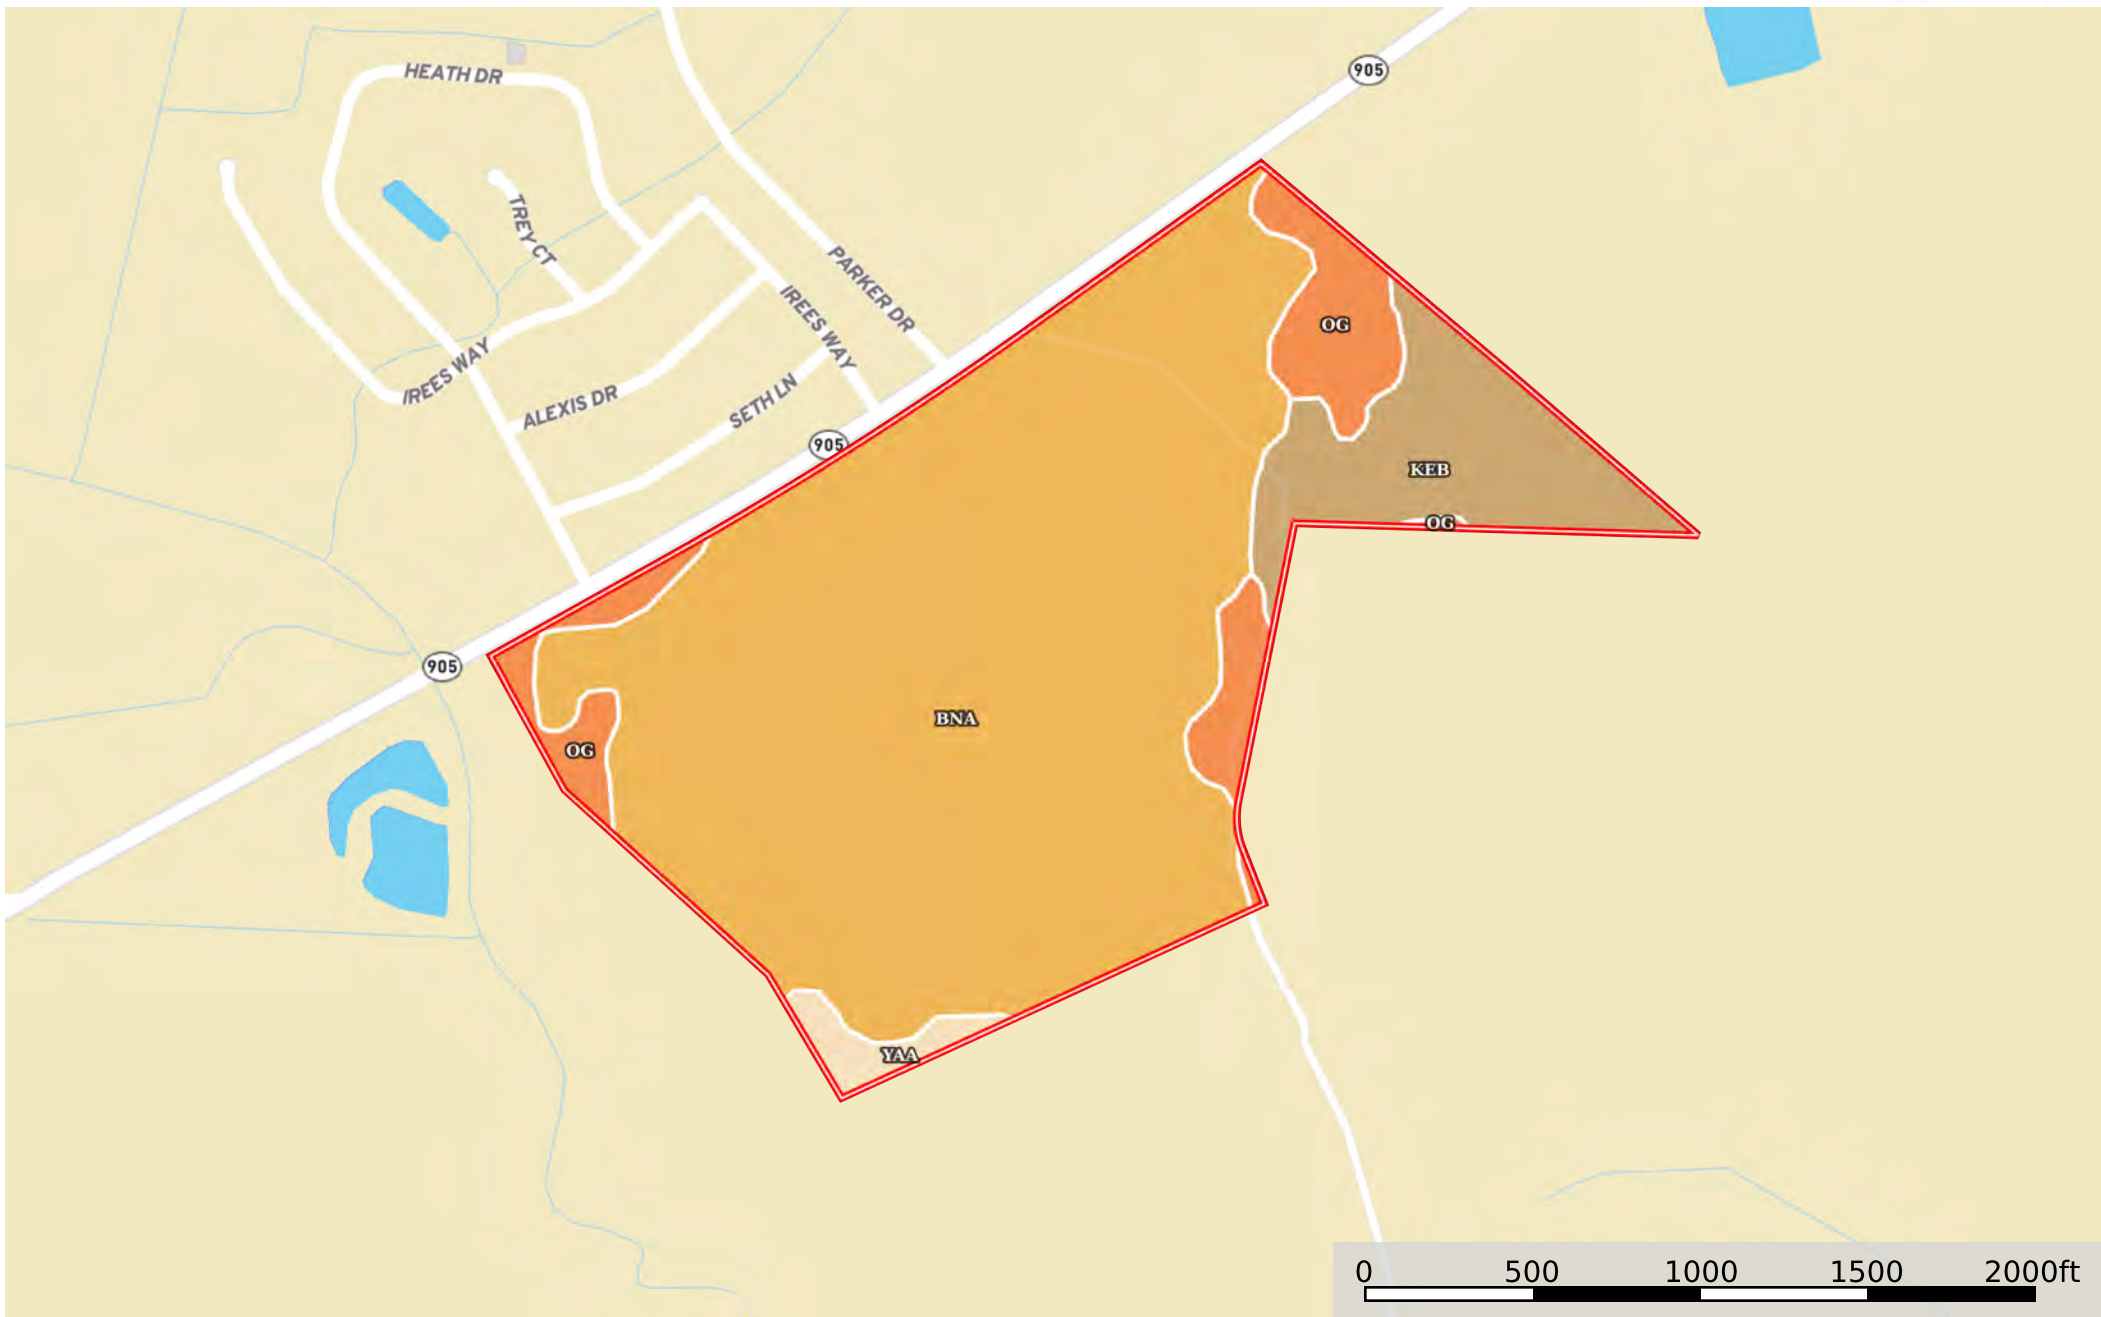 905
HEATH DR
TREY CT
PARKER DR
IREES WAY
OG
IREES WAY
ALEXIS DR
SETH LN
905
KEB
OG
905
BNA
OG
YAA
0 500 1000 1500 2000ft